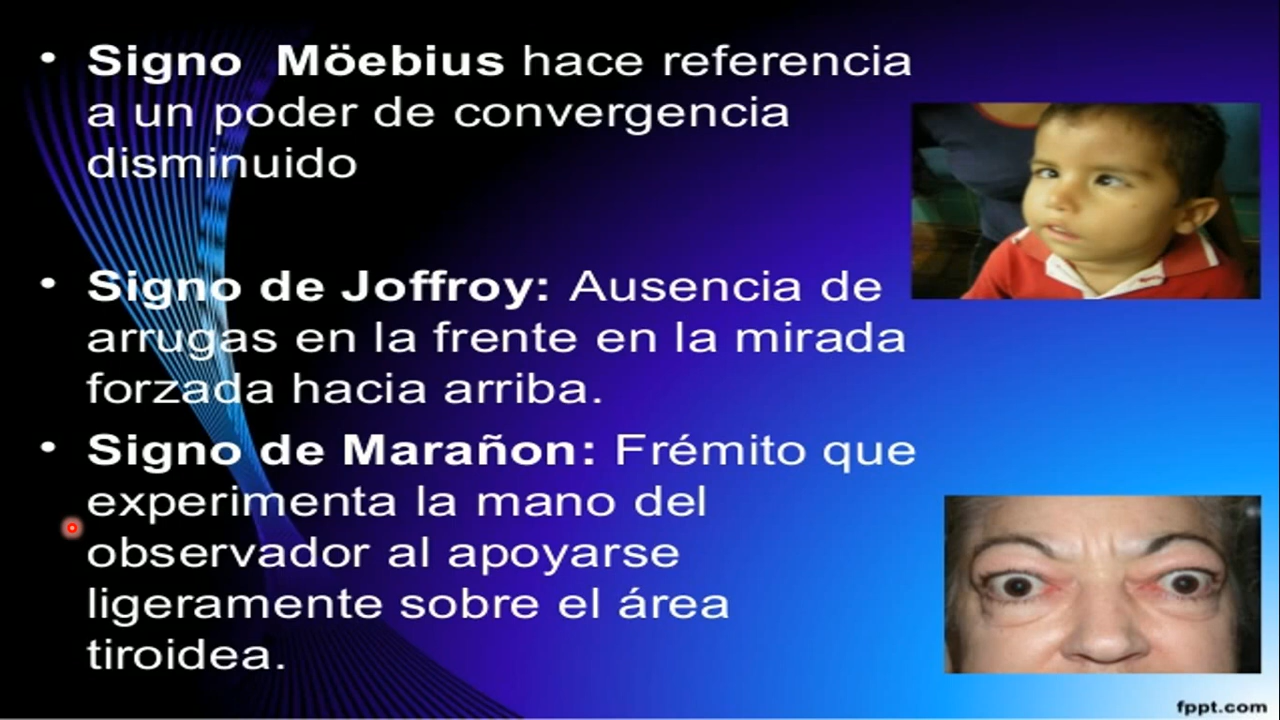 • Signo Möebius hace referencia
a un poder de convergencia
disminuido
• Signo de Joffroy: Ausencia de
arrugas en la frente en la mirada
forzada hacia arriba.
• Signo de Marañon: Frémito que
experimenta la mano del
observador al apoyarse
ligeramente sobre el área
tiroidea.
fppt.com